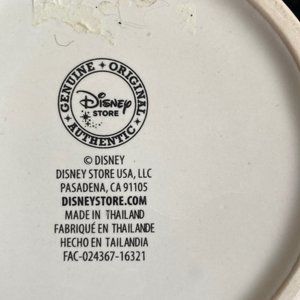 GENUINE ✦ ORIGINAL ✦ AUTHENTIC
Disney
STORE
© DISNEY
DISNEY STORE USA, LLC
PASADENA, CA 91105
DISNEYSTORE.COM
MADE IN THAILAND
FABRIQUÉ EN THAILANDE
HECHO EN TAILANDIA
FAC-024367-16321